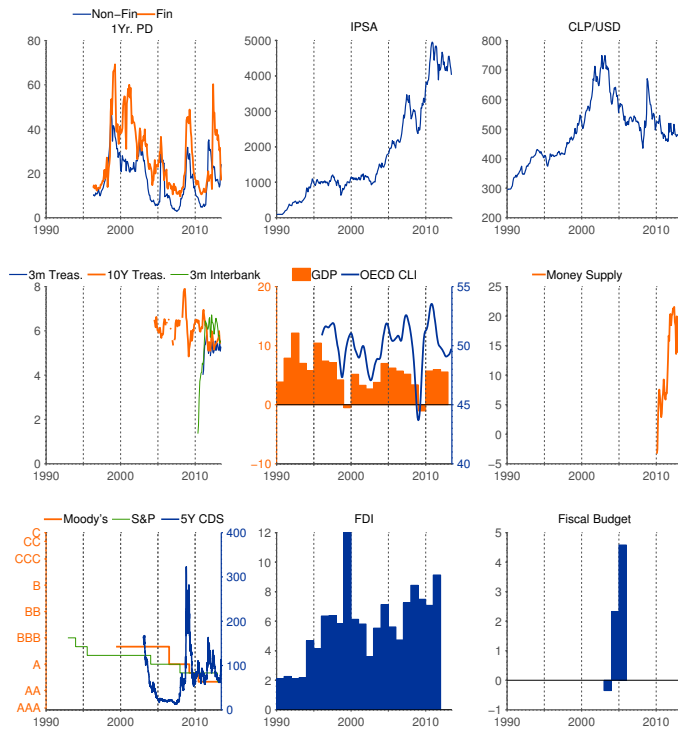 Non−Fin Fin
1Yr. PD
80
60
40
20
0
1990 2000 2010
IPSA
5000
4000
3000
2000
1000
0
1990 2000 2010
CLP/USD
800
700
600
500
400
300
200
1990 2000 2010
3m Treas. 10Y Treas. 3m Interbank
8
6
4
2
0
1990 2000 2010
GDP OECD CLI
20
10
0
−10
55
50
45
40
1990 2000 2010
Money Supply
25
20
15
10
5
0
−5
1990 2000 2010
Moody's S&P 5Y CDS
C
CC
CCC
B
BB
BBB
A
AA
AAA
400
300
200
100
0
1990 2000 2010
FDI
12
10
8
6
4
2
0
1990 2000 2010
Fiscal Budget
5
4
3
2
1
0
−1
1990 2000 2010